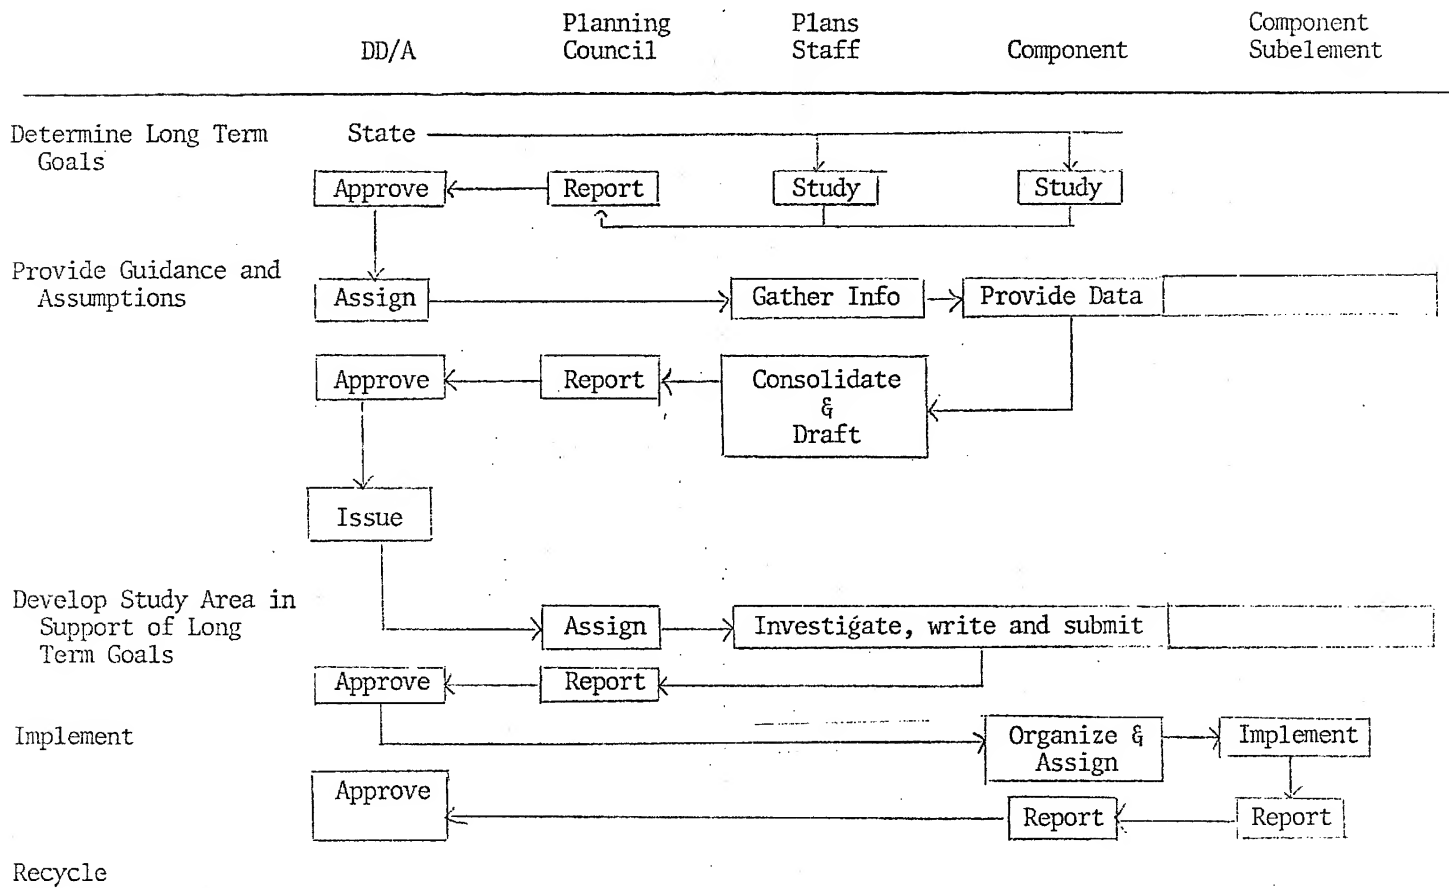 Planning Plans Component
DD/A Council Staff Component Subelement
Determine Long Term State
Goals
Approve Report Study Study
Provide Guidance and
Assumptions Assign Gather Info Provide Data
Approve Report Consolidate
&
Draft
Issue
Develop Study Area in
Support of Long Assign Investigate, write and submit
Term Goals
Approve Report
Implement Organize & Implement
Assign
Approve
Report Report
Recycle